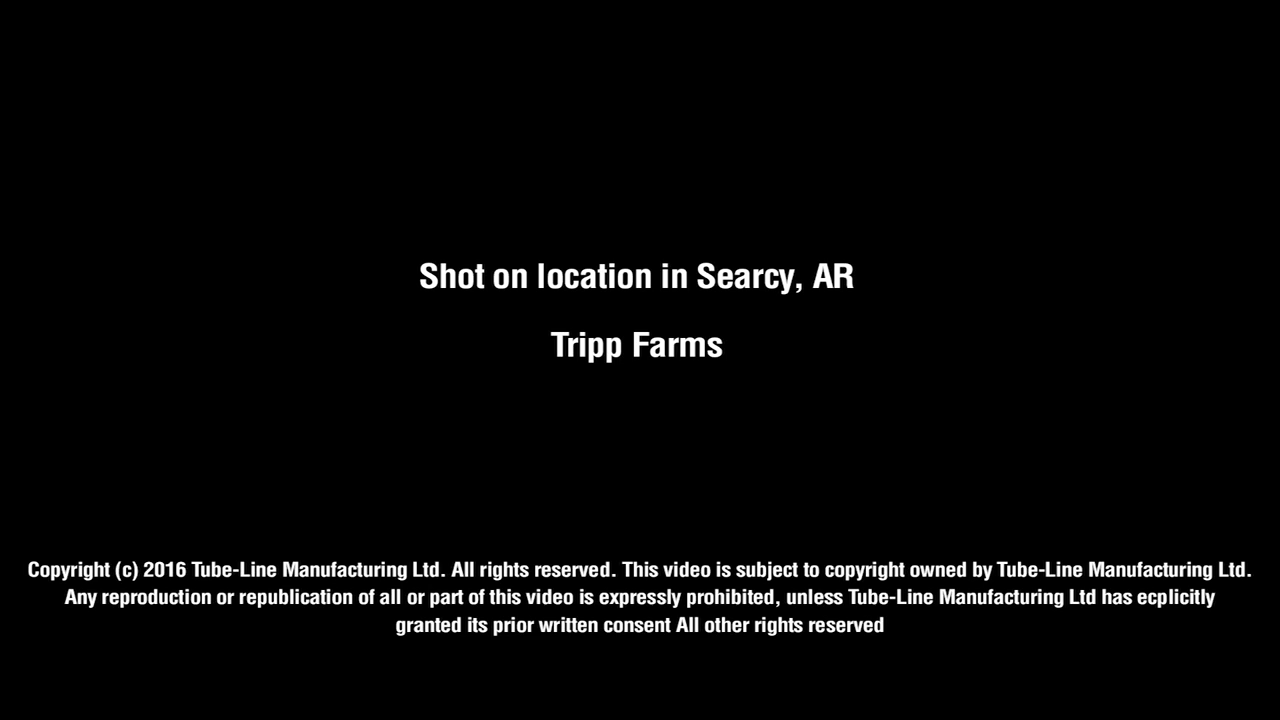 Shot on location in Searcy, AR
Tripp Farms
Copyright (c) 2016 Tube-Line Manufacturing Ltd. All rights reserved. This video is subject to copyright owned by Tube-Line Manufacturing Ltd.
Any reproduction or republication of all or part of this video is expressly prohibited, unless Tube-Line Manufacturing Ltd has ecplicitly
granted its prior written consent All other rights reserved